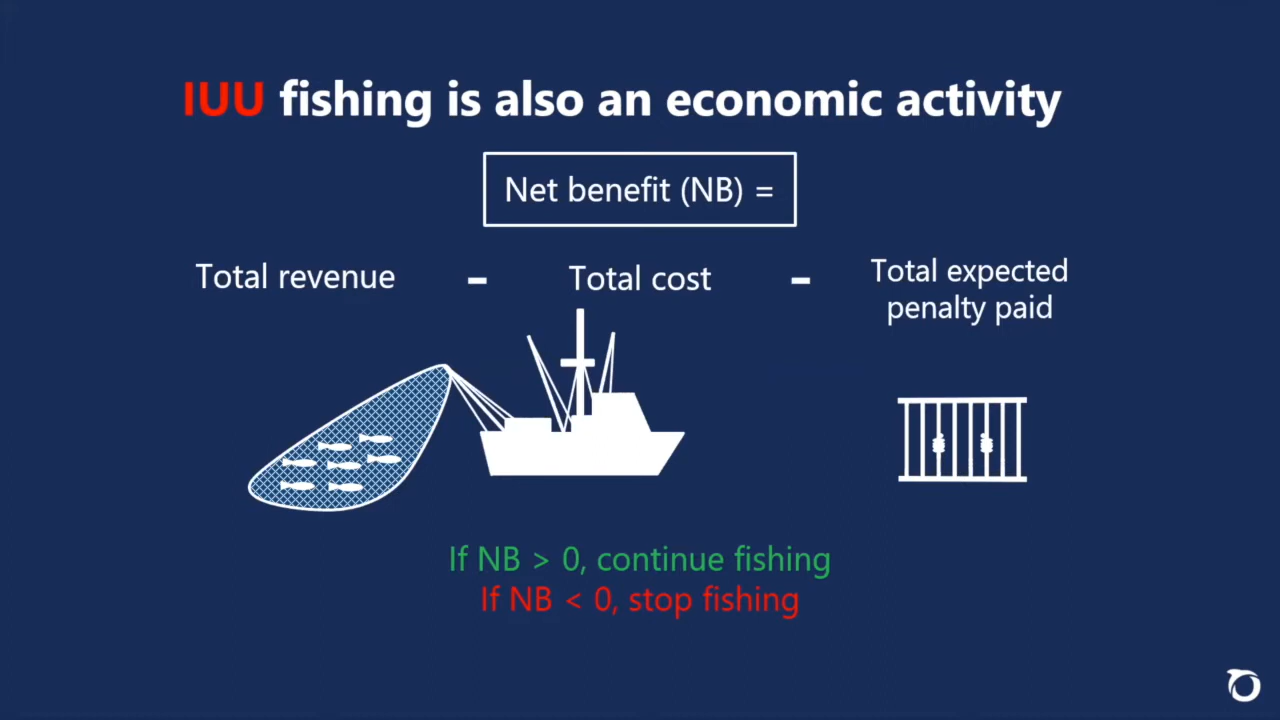 IUU fishing is also an economic activity
Net benefit (NB) =
Total revenue - Total cost - Total expected
penalty paid
If NB > 0, continue fishing
If NB < 0, stop fishing